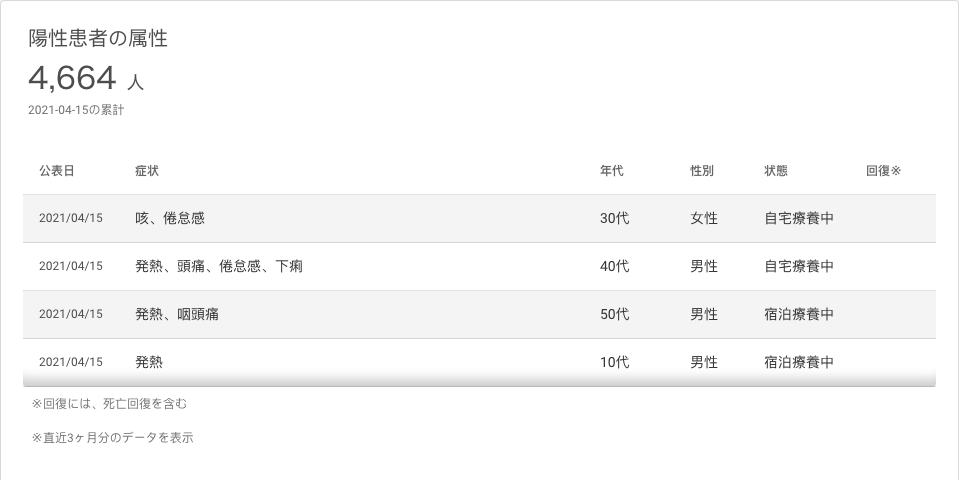 陽性患者の属性
4,664 人
2021-04-15の累計
公表日 症状 年代 性別 状態 回復※
2021/04/15 咳、倦怠感 30代 女性 自宅療養中
2021/04/15 発熱、頭痛、倦怠感、下痢 40代 男性 自宅療養中
2021/04/15 発熱、咽頭痛 50代 男性 宿泊療養中
2021/04/15 発熱 10代 男性 宿泊療養中
※回復には、死亡回復を含む
※直近3ヶ月分のデータを表示